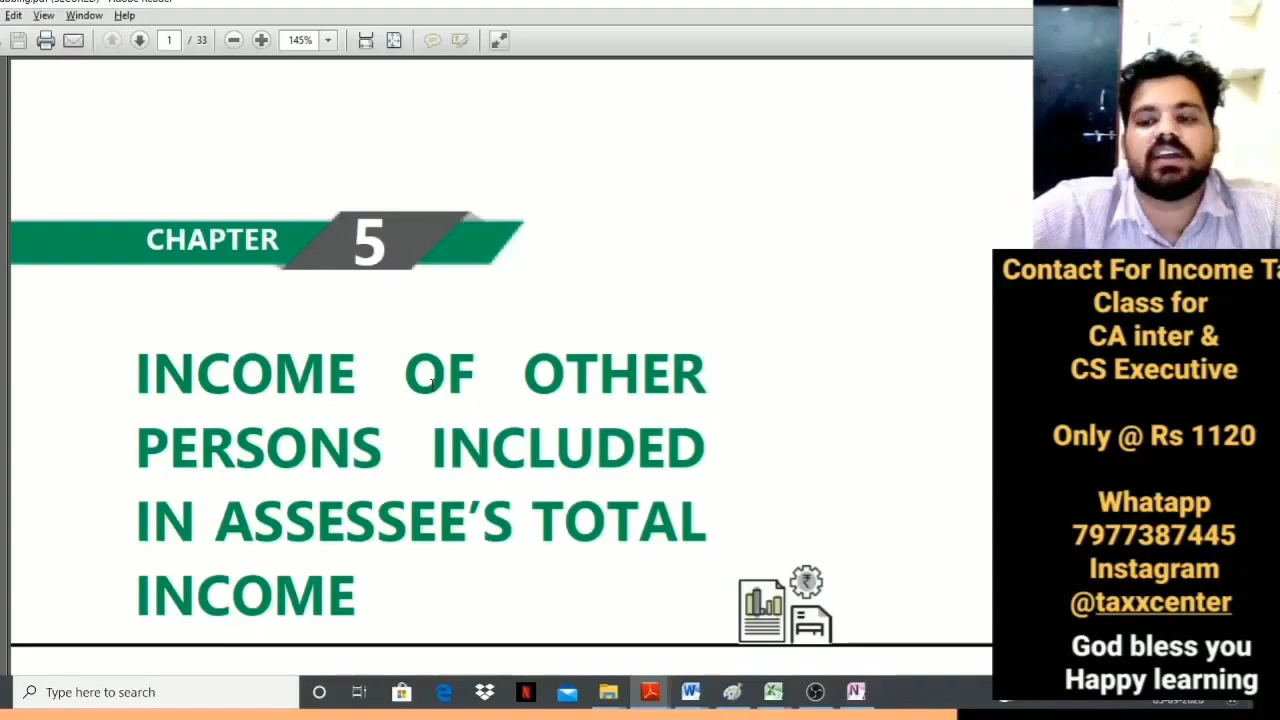 Edit View Window Help
1 / 33 145%
CHAPTER 5
INCOME OF OTHER
PERSONS INCLUDED
IN ASSESSEE'S TOTAL
INCOME
Contact For Income
Class for
CA inter &
CS Executive
Only @ Rs 1120
Whatapp
7977387445
Instagram
@taxxcenter
God bless you
Happy learning
Type here to search